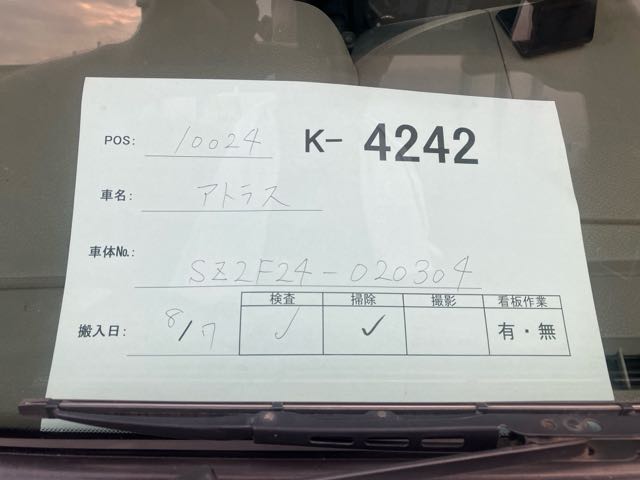 POS: 10024 K- 4242
車名: アトラス
車体No.: SZ2F24-020304
検査 掃除 撮影 看板作業
搬入日: 8/7 ✓ ✓ 有・無